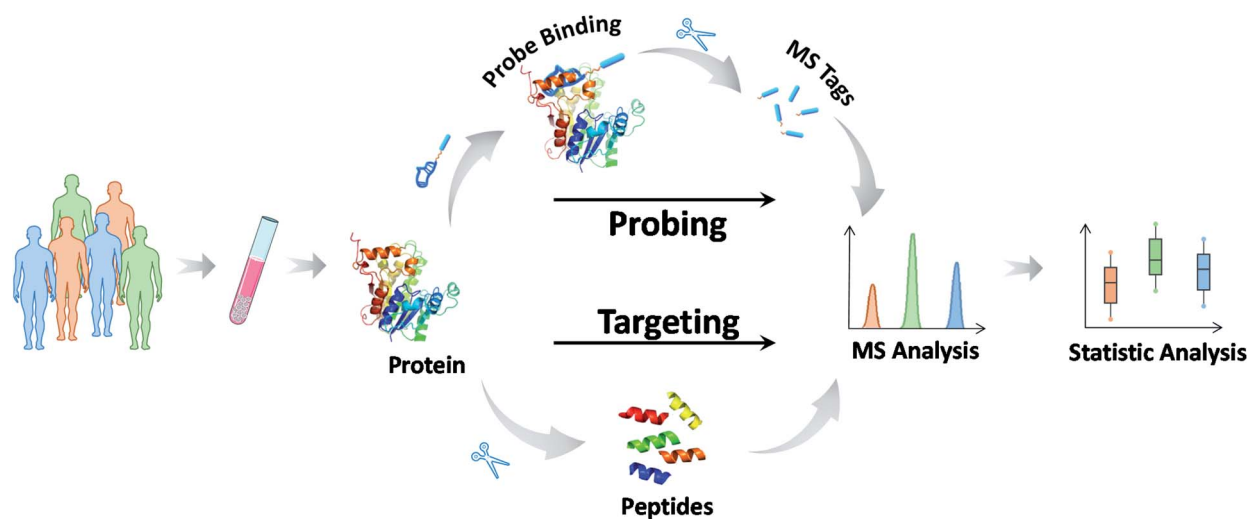 Probe Binding
MS Tags
Probing
Targeting
Protein
MS Analysis
Statistic Analysis
Peptides